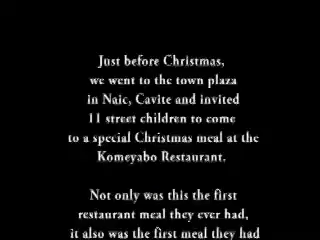 Just before Christmas,
we went to the town plaza
in Naic, Cavite and invited
11 street children to come
to a special Christmas meal at the
Komeyabo Restaurant.
Not only was this the first
restaurant meal they ever had,
it also was the first meal they had